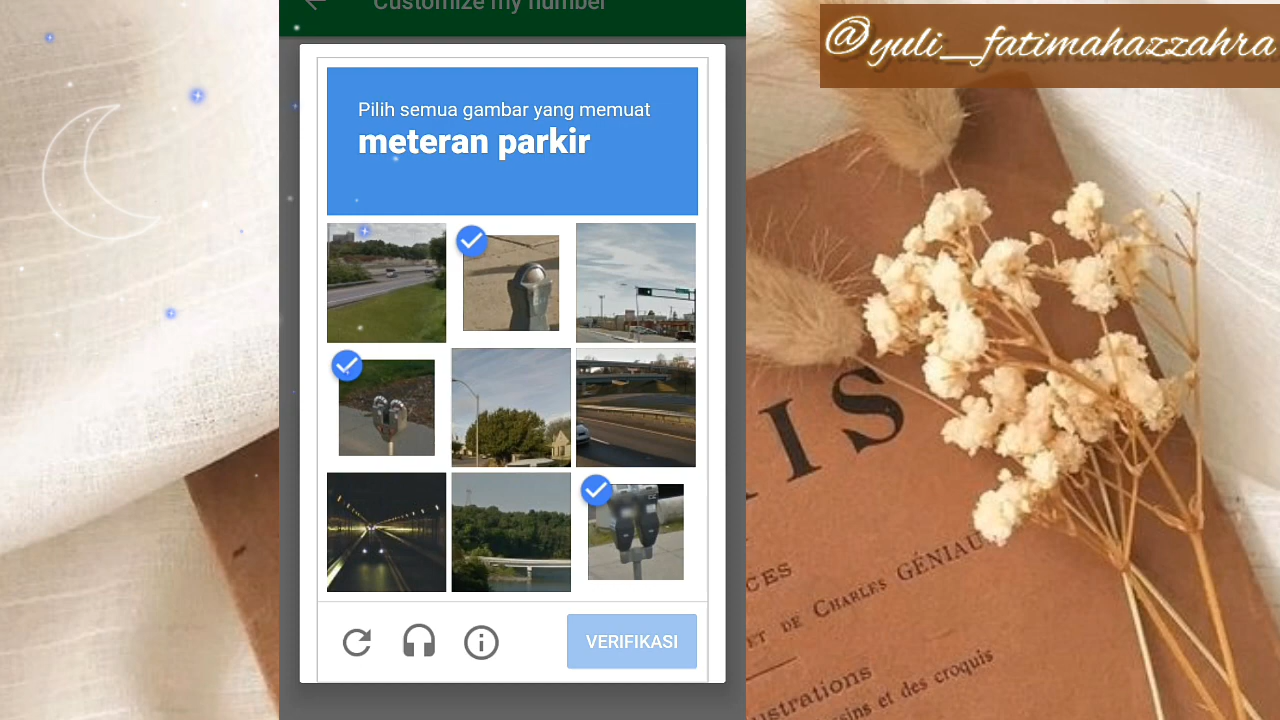 Customize my number
@yuli_fatimahazzahra
Pilih semua gambar yang memuat
meteran parkir
VERIFIKASI
IS
CES
ET DE CHARLES GÉNIAU
ustrations
ssins et des croquis